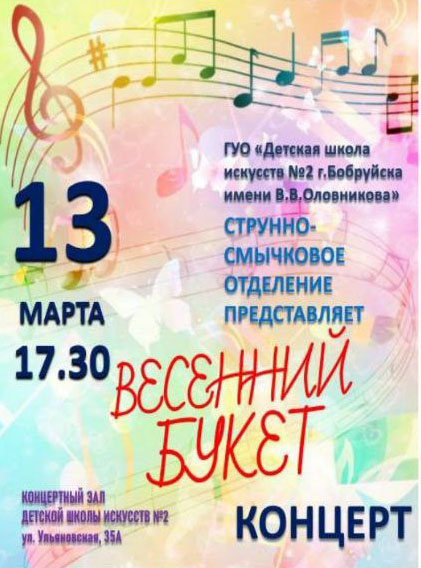 ГУО «Детская школа
искусств №2 г.Бобруйска
имени В.В.Оловникова»
13
МАРТА
17.30
СТРУННО-
СМЫЧКОВОЕ
ОТДЕЛЕНИЕ
ПРЕДСТАВЛЯЕТ
ВЕСЕННИЙ
БУКЕТ
КОНЦЕРТ
КОНЦЕРТНЫЙ ЗАЛ
ДЕТСКОЙ ШКОЛЫ ИСКУССТВ №2
ул. Ульяновская, 35А